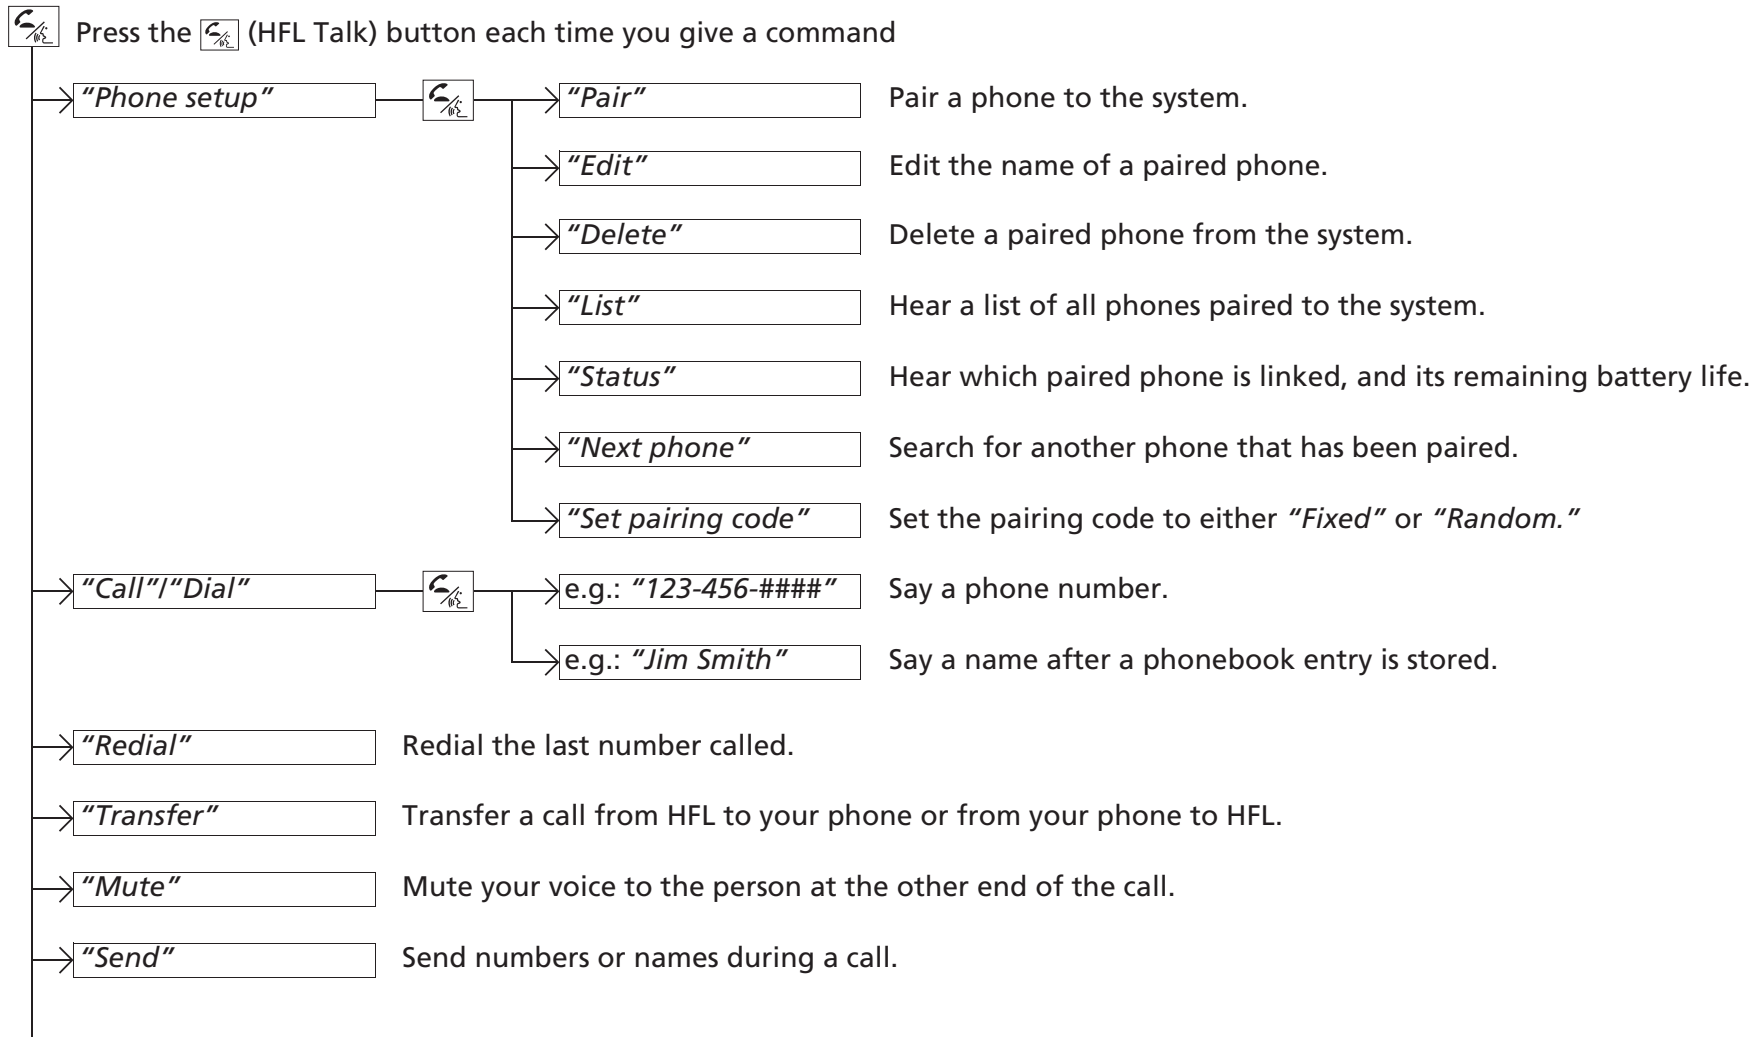 Press the (HFL Talk) button each time you give a command
“Phone setup” “Pair” Pair a phone to the system.
“Edit” Edit the name of a paired phone.
“Delete” Delete a paired phone from the system.
“List” Hear a list of all phones paired to the system.
“Status” Hear which paired phone is linked, and its remaining battery life.
“Next phone” Search for another phone that has been paired.
“Set pairing code” Set the pairing code to either “Fixed” or “Random.”
“Call”/“Dial” e.g.: “123-456-####” Say a phone number.
e.g.: “Jim Smith” Say a name after a phonebook entry is stored.
“Redial” Redial the last number called.
“Transfer” Transfer a call from HFL to your phone or from your phone to HFL.
“Mute” Mute your voice to the person at the other end of the call.
“Send” Send numbers or names during a call.